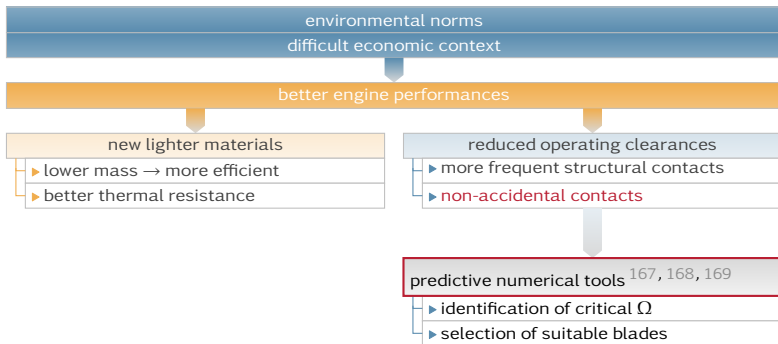 environmental norms
difficult economic context
better engine performances
new lighter materials
lower mass → more efficient
better thermal resistance
reduced operating clearances
more frequent structural contacts
non-accidental contacts
predictive numerical tools 167, 168, 169
identification of critical Ω
selection of suitable blades